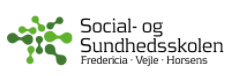 Social- og
Sundhedsskolen
Fredericia · Vejle · Horsens